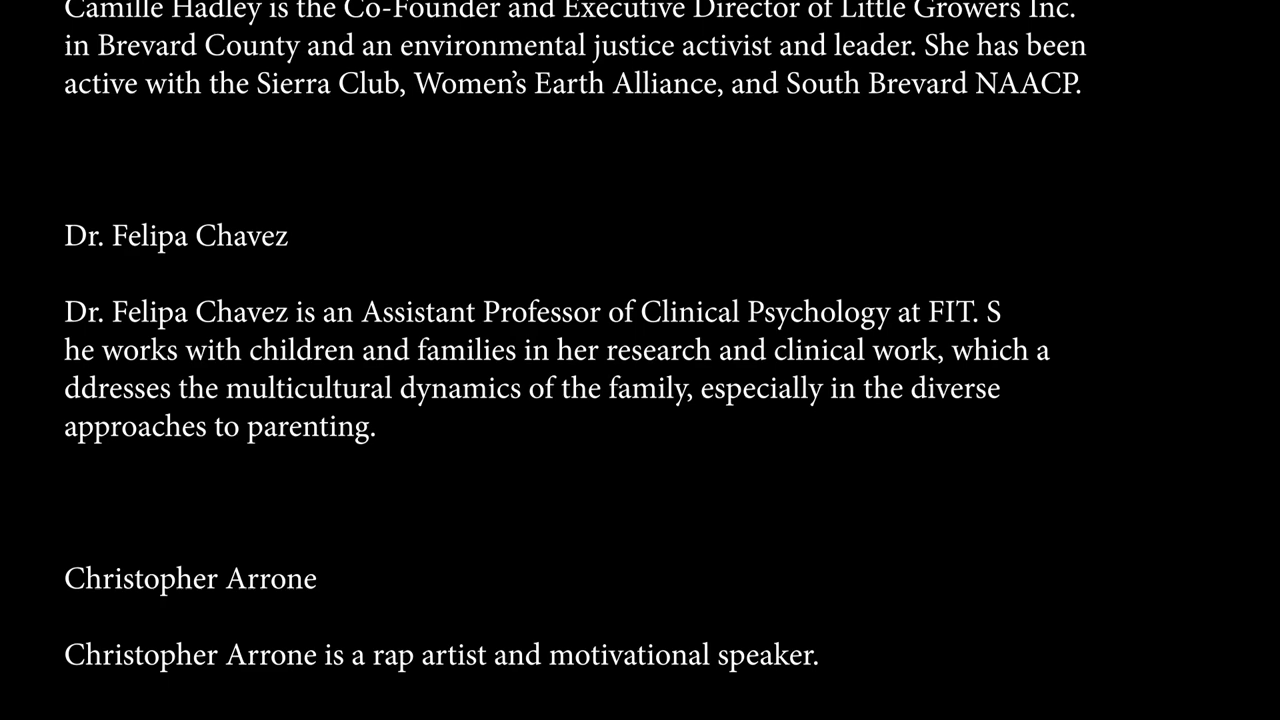 Camille Hadley is the Co-Founder and Executive Director of Little Growers Inc.
in Brevard County and an environmental justice activist and leader. She has been
active with the Sierra Club, Women’s Earth Alliance, and South Brevard NAACP.
Dr. Felipa Chavez
Dr. Felipa Chavez is an Assistant Professor of Clinical Psychology at FIT. S
he works with children and families in her research and clinical work, which a
ddresses the multicultural dynamics of the family, especially in the diverse
approaches to parenting.
Christopher Arrone
Christopher Arrone is a rap artist and motivational speaker.